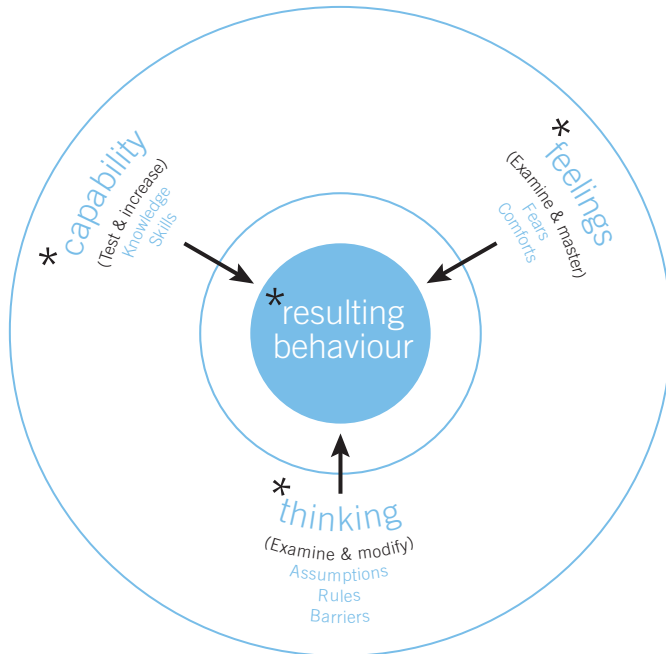 * capability
(Test & increase)
Knowledge
Skills
* feelings
(Examine & master)
Fears
Comforts
*resulting
behaviour
* thinking
(Examine & modify)
Assumptions
Rules
Barriers